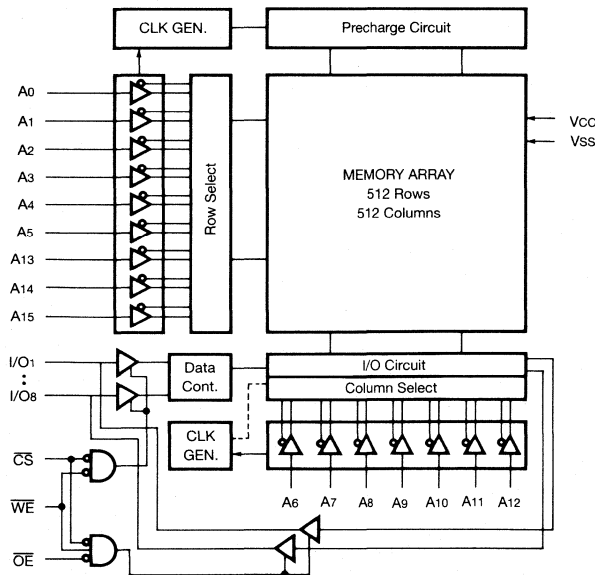 CLK GEN.
Precharge Circuit
A0
A1
A2
A3
A4
A5
A13
A14
A15
Row Select
MEMORY ARRAY
512 Rows
512 Columns
VCC
VSS
I/O1
I/O8
Data
Cont.
I/O Circuit
Column Select
CLK
GEN.
A6 A7 A8 A9 A10 A11 A12
CS
WE
OE